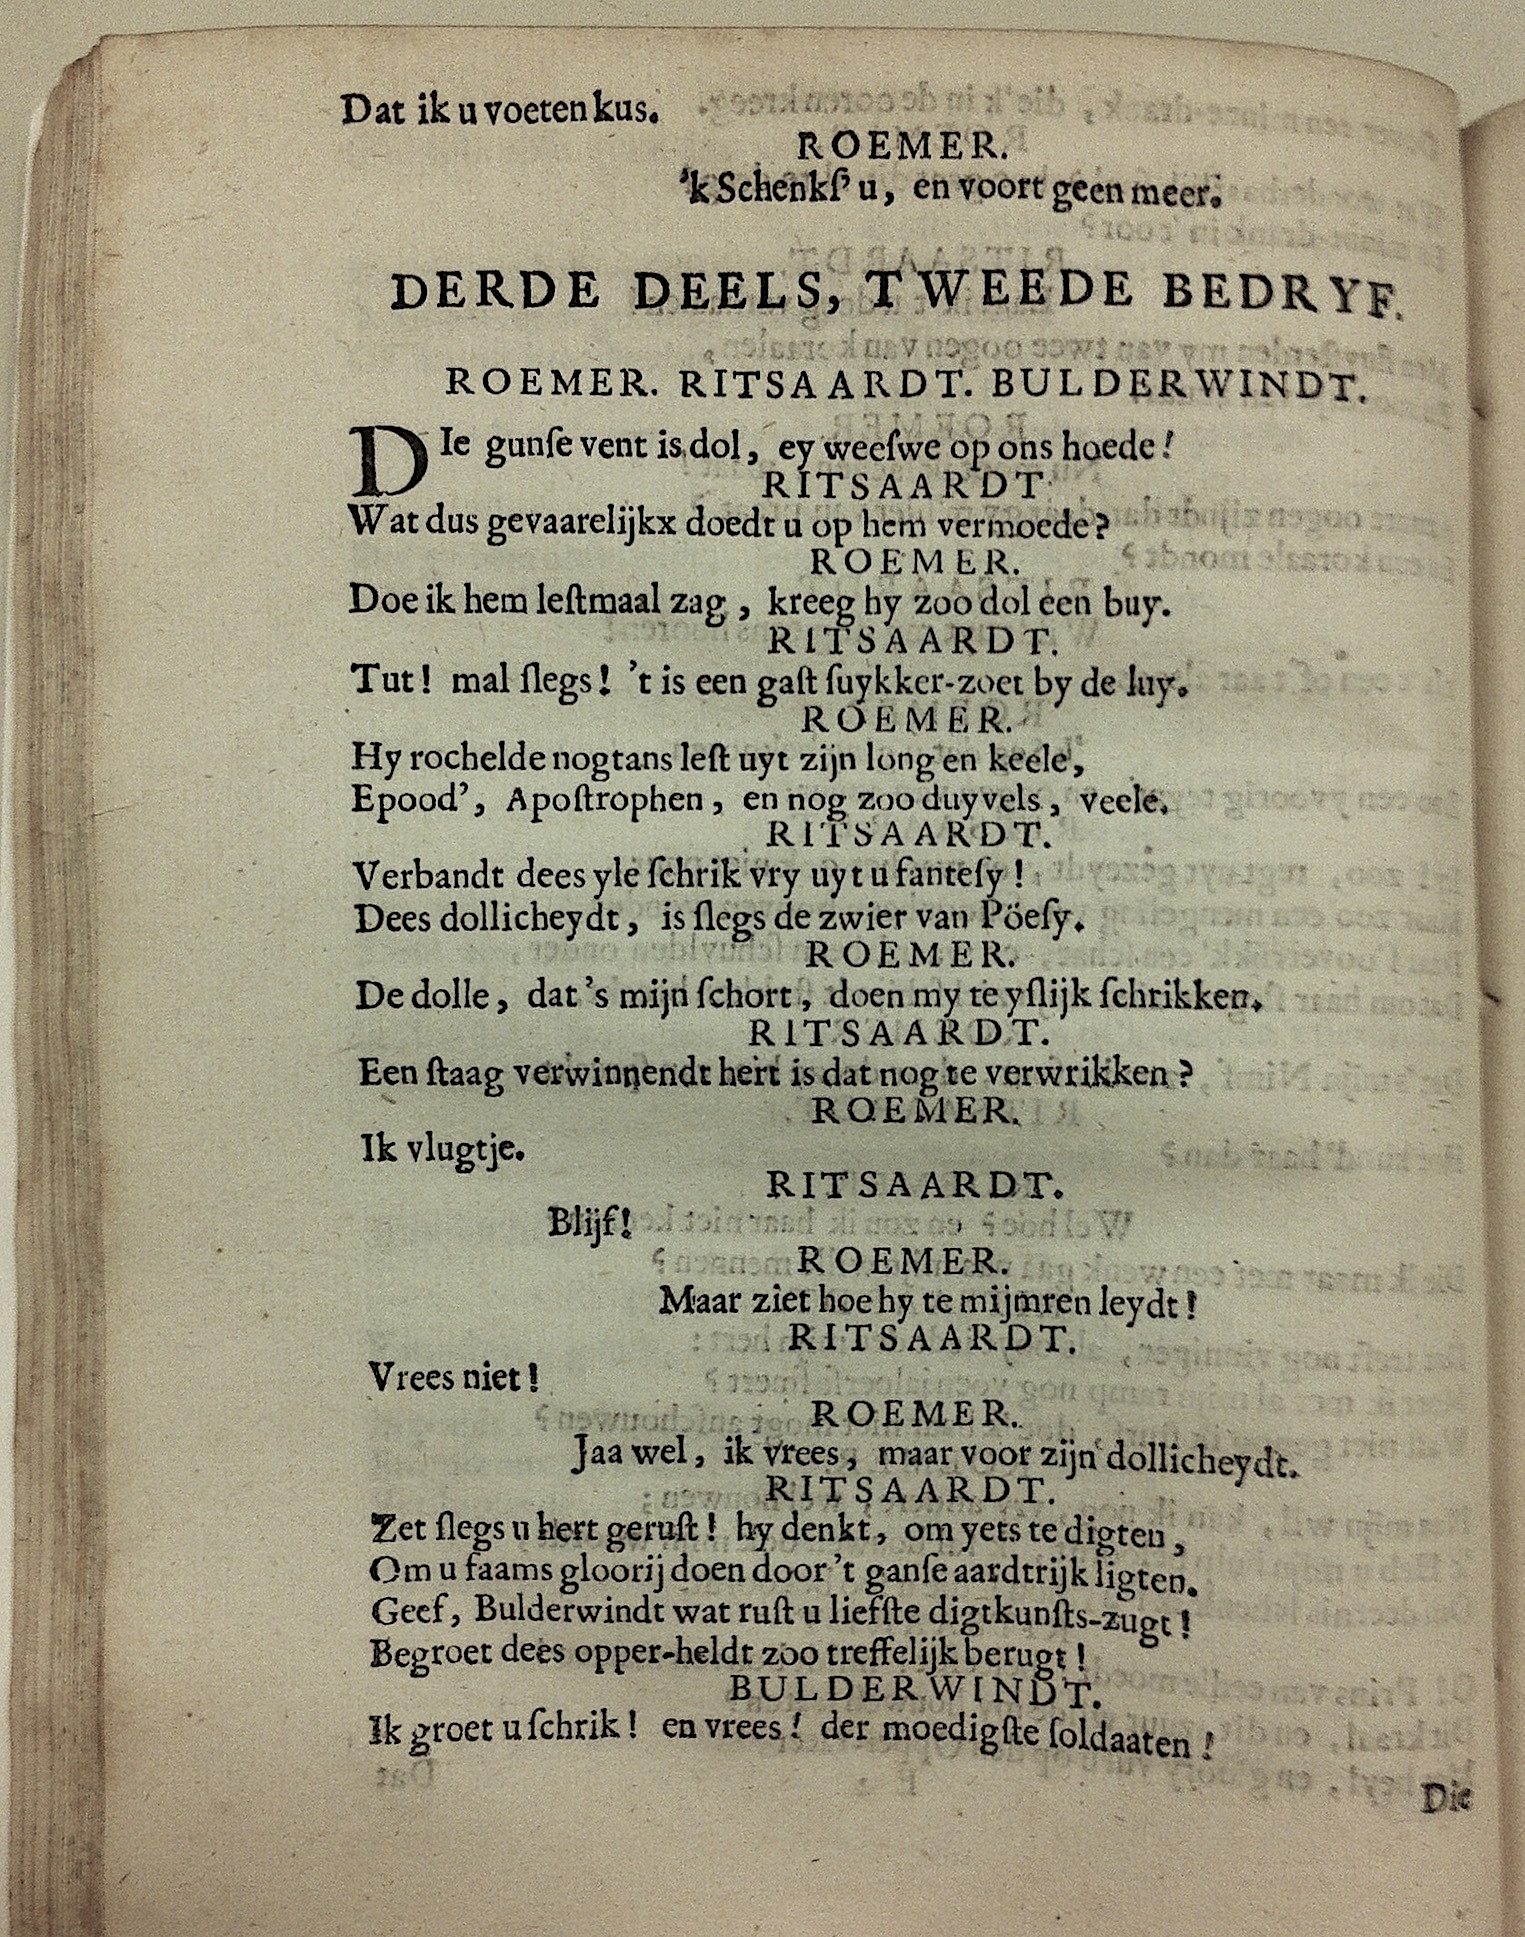 Dat ik u voeten kus.
ROEMER.
'k Schenkſ' u, en voort geen meer.
DERDE DEELS, TWEEDE BEDRYF.
ROEMER. RITSAARDT. BULDERWINDT.
DIe gunſe vent is dol, ey weeſwe op ons hoede!
RITSAARDT.
Wat dus gevaarelijkx doedt u op hem vermoede?
ROEMER.
Doe ik hem leſtmaal zag, kreeg hy zoo dol een buy.
RITSAARDT.
Tut! mal ſlegs! 't is een gaſt ſuykker-zoet by de luy.
ROEMER.
Hy rochelde nogtans leſt uyt zijn long en keele,
Epood', Apoſtrophen, en nog zoo duyvels, veele.
RITSAARDT.
Verbandt dees yle ſchrik vry uyt u fanteſy!
Dees dollicheydt, is ſlegs de zwier van Pöeſy.
ROEMER.
De dolle, dat 's mijn ſchort, doen my te yſlijk ſchrikken.
RITSAARDT.
Een ſtaag verwinnendt hert is dat nog te verwrikken?
ROEMER.
Ik vlugtje.
RITSAARDT.
Blijf!
ROEMER.
Maar ziet hoe hy te mijmren leydt!
RITSAARDT.
Vrees niet!
ROEMER.
Jaa wel, ik vrees, maar voor zijn dollicheydt.
RITSAARDT.
Zet ſlegs u hert geruſt! hy denkt, om yets te digten,
Om u faams gloorij doen door 't ganſe aardtrijk ligten.
Geef, Bulderwindt wat ruſt u liefſte digtkunſts-zugt!
Begroet dees opper-heldt zoo treffelijk berugt!
BULDERWINDT.
Ik groet u ſchrik! en vrees! der moedigſte ſoldaaten!
Die